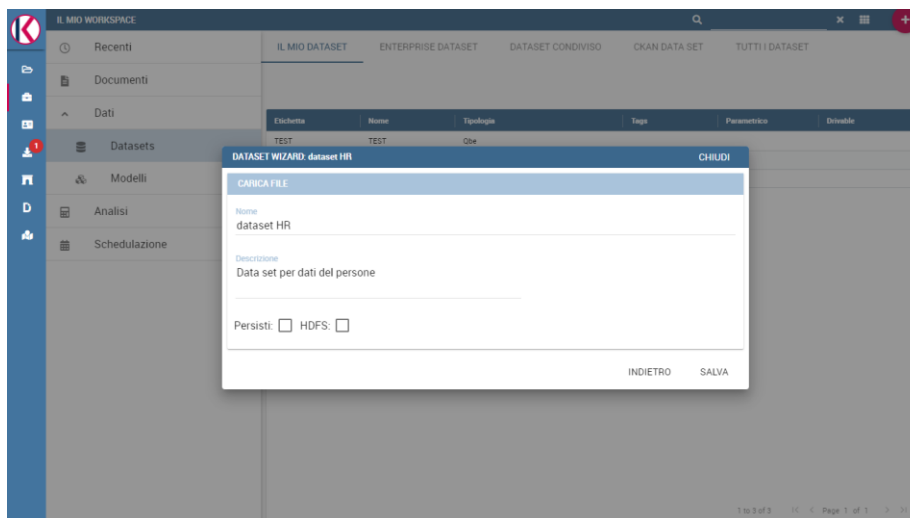 IL MIO WORKSPACE
Recenti
IL MIO DATASET ENTERPRISE DATASET DATASET CONDIVISO CKAN DATA SET TUTTI I DATASET
Documenti
Dati
Etichetta Nome Tipologia Tags Parametrico Drivable
TEST TEST Qbe
Datasets
DATASET WIZARD: dataset HR CHIUDI
Modelli
CARICA FILE
Analisi
Nome
dataset HR
Schedulazione
Descrizione
Data set per dati del persone
Persisti: HDFS:
INDIETRO SALVA
1
D
1 to 3 of 3 Page 1 of 1